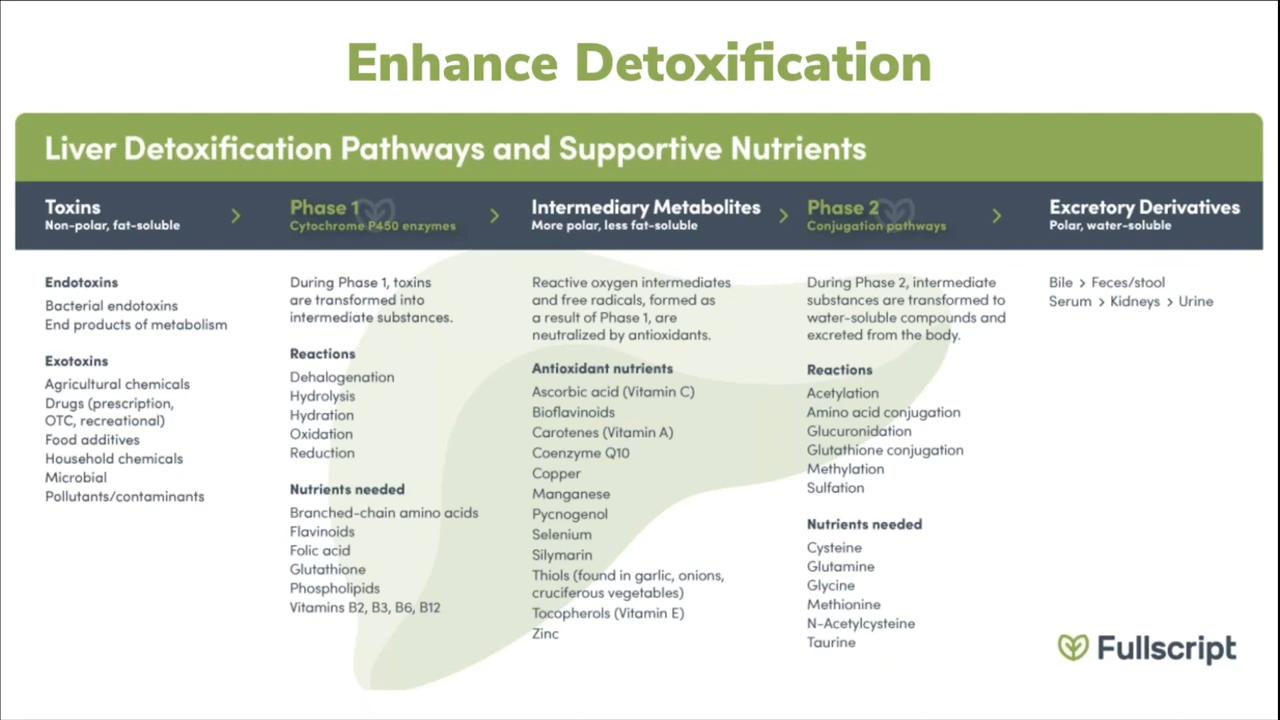 Enhance Detoxification
Liver Detoxification Pathways and Supportive Nutrients
Toxins
Non-polar, fat-soluble
Phase 1
Cytochrome P450 enzymes
Intermediary Metabolites
More polar, less fat-soluble
Phase 2
Conjugation pathways
Excretory Derivatives
Polar, water-soluble
Endotoxins
Bacterial endotoxins
End products of metabolism
Exotoxins
Agricultural chemicals
Drugs (prescription,
OTC, recreational)
Food additives
Household chemicals
Microbial
Pollutants/contaminants
During Phase 1, toxins
are transformed into
intermediate substances.
Reactions
Dehalogenation
Hydrolysis
Hydration
Oxidation
Reduction
Nutrients needed
Branched-chain amino acids
Flavinoids
Folic acid
Glutathione
Phospholipids
Vitamins B2, B3, B6, B12
Reactive oxygen intermediates
and free radicals, formed as
a result of Phase 1, are
neutralized by antioxidants.
Antioxidant nutrients
Ascorbic acid (Vitamin C)
Bioflavinoids
Carotenes (Vitamin A)
Coenzyme Q10
Copper
Manganese
Pycnogenol
Selenium
Silymarin
Thiols (found in garlic, onions,
cruciferous vegetables)
Tocopherols (Vitamin E)
Zinc
During Phase 2, intermediate
substances are transformed to
water-soluble compounds and
excreted from the body.
Reactions
Acetylation
Amino acid conjugation
Glucuronidation
Glutathione conjugation
Methylation
Sulfation
Nutrients needed
Cysteine
Glutamine
Glycine
Methionine
N-Acetylcysteine
Taurine
Bile > Feces/stool
Serum > Kidneys > Urine
Fullscript